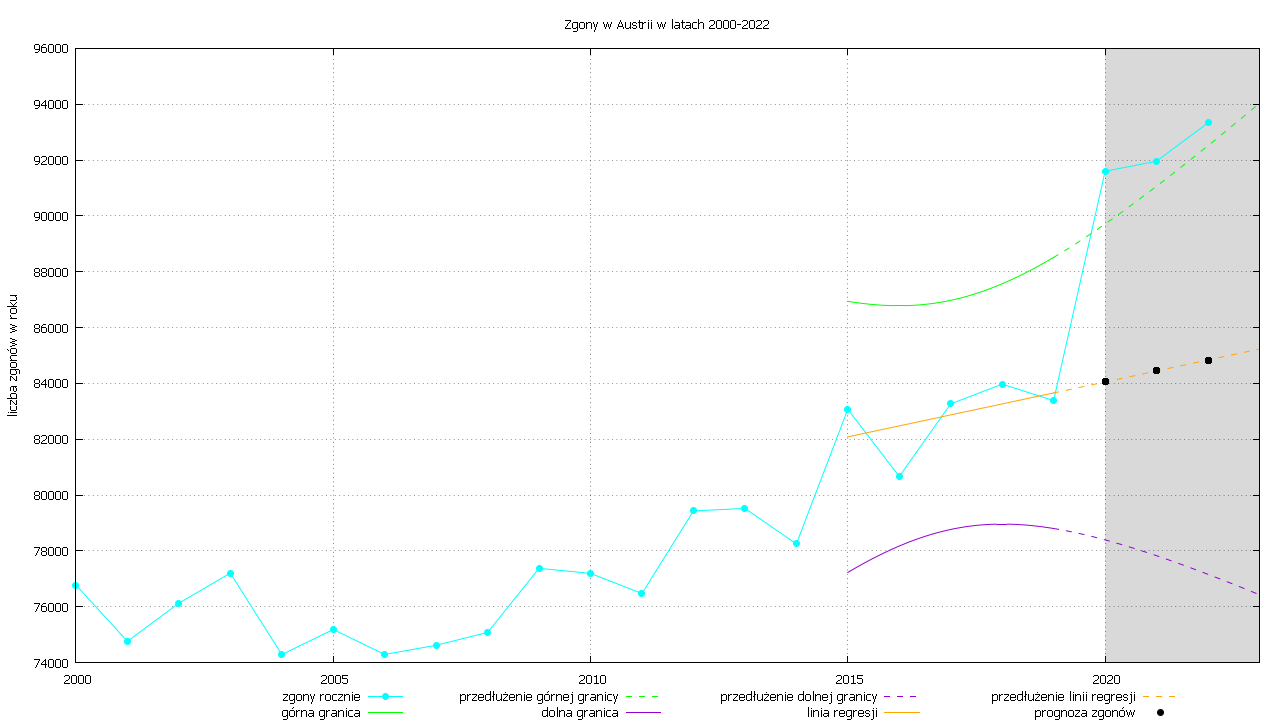 Zgony w Austrii w latach 2000-2022
96000
94000
92000
90000
88000
86000
84000
82000
80000
78000
76000
74000
liczba zgonów w roku
2000 2005 2010 2015 2020
zgony rocznie przedłużenie górnej granicy przedłużenie dolnej granicy przedłużenie linii regresji
górna granica dolna granica linia regresji prognoza zgonów